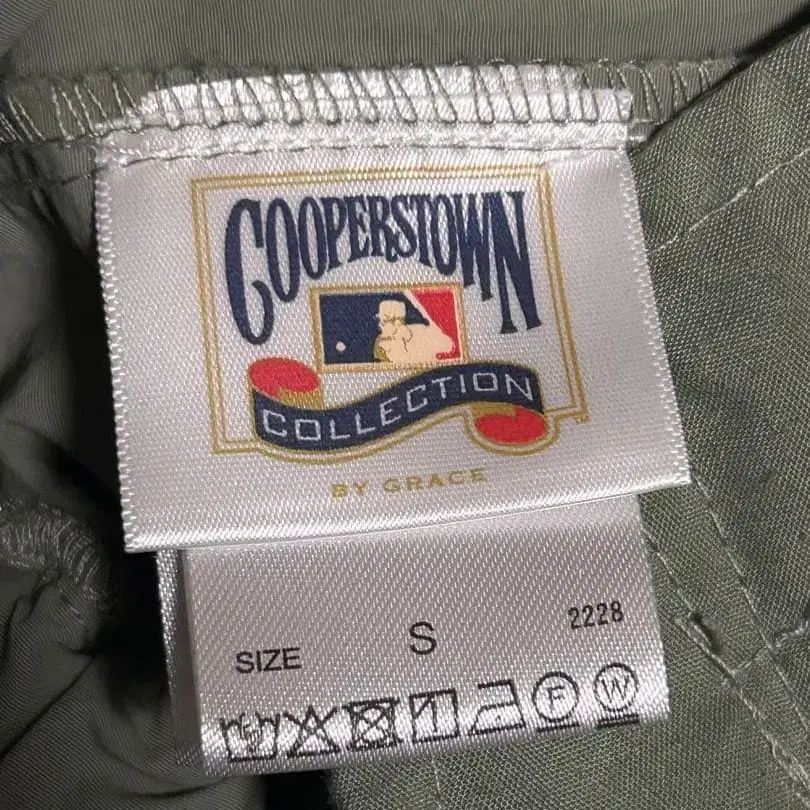 COOPERSTOWN
COLLECTION
BY GRACE
SIZE S 2228
F W